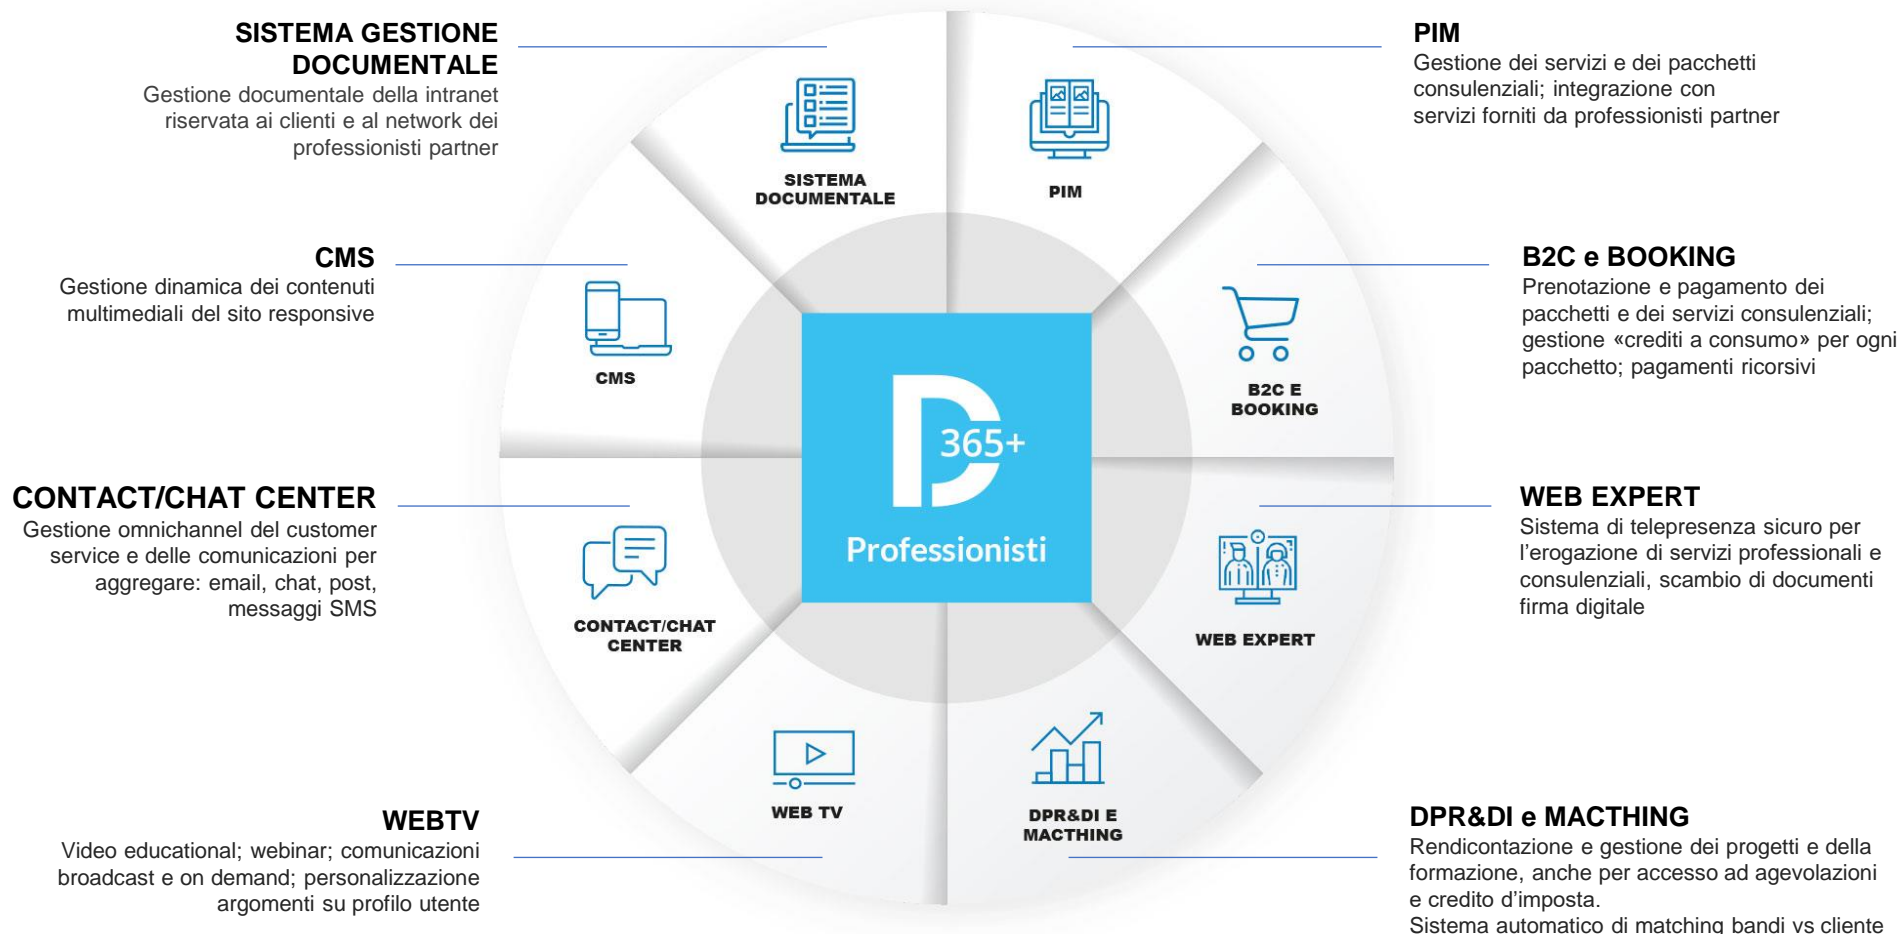 SISTEMA GESTIONE
DOCUMENTALE
Gestione documentale della intranet
riservata ai clienti e al network dei
professionisti partner
CMS
Gestione dinamica dei contenuti
multimediali del sito responsive
CONTACT/CHAT CENTER
Gestione omnichannel del customer
service e delle comunicazioni per
aggregare: email, chat, post,
messaggi SMS
WEBTV
Video educational; webinar; comunicazioni
broadcast e on demand; personalizzazione
argomenti su profilo utente
SISTEMA
DOCUMENTALE
PIM
CMS
B2C E
BOOKING
D
365+
Professionisti
CONTACT/CHAT
CENTER
WEB EXPERT
WEB TV
DPR&DI E
MACTHING
PIM
Gestione dei servizi e dei pacchetti
consulenziali; integrazione con
servizi forniti da professionisti partner
B2C e BOOKING
Prenotazione e pagamento dei
pacchetti e dei servizi consulenziali;
gestione «crediti a consumo» per ogni
pacchetto; pagamenti ricorsivi
WEB EXPERT
Sistema di telepresenza sicuro per
l'erogazione di servizi professionali e
consulenziali, scambio di documenti
firma digitale
DPR&DI e MACTHING
Rendicontazione e gestione dei progetti e della
formazione, anche per accesso ad agevolazioni
e credito d'imposta.
Sistema automatico di matching bandi vs cliente